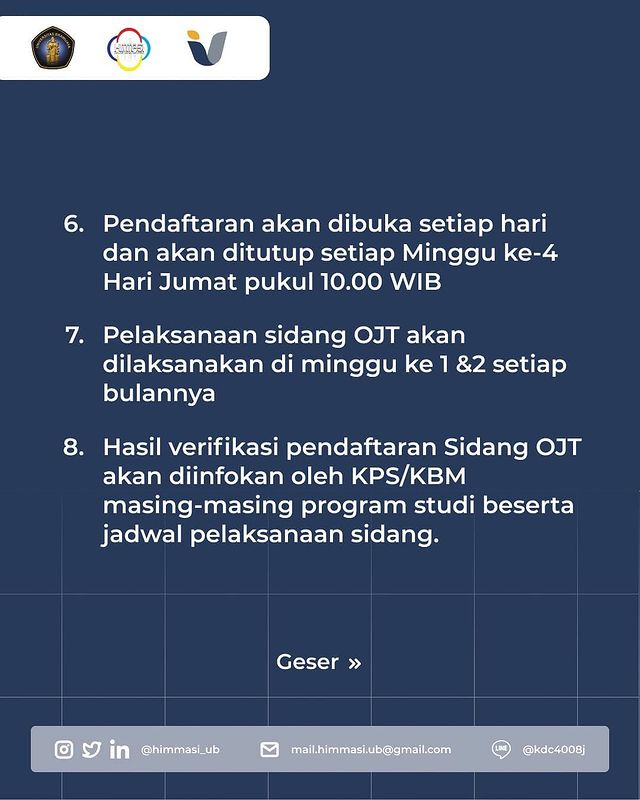 UNIVERSITAS BRAWIJAYA
6. Pendaftaran akan dibuka setiap hari
dan akan ditutup setiap Minggu ke-4
Hari Jumat pukul 10.00 WIB
7. Pelaksanaan sidang OJT akan
dilaksanakan di minggu ke 1 &2 setiap
bulannya
8. Hasil verifikasi pendaftaran Sidang OJT
akan diinfokan oleh KPS/KBM
masing-masing program studi beserta
jadwal pelaksanaan sidang.
Geser »
@himmasi_ub mail.himmasi.ub@gmail.com LINE @kdc4008j